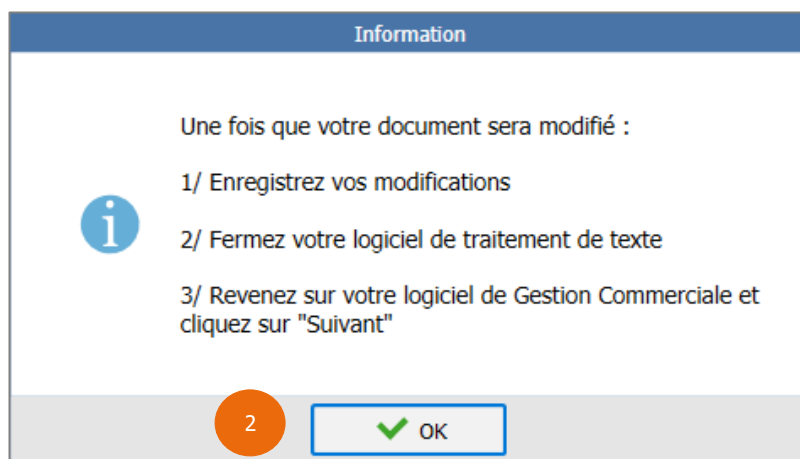 Information
Une fois que votre document sera modifié :
1/ Enregistrez vos modifications
2/ Fermez votre logiciel de traitement de texte
3/ Revenez sur votre logiciel de Gestion Commerciale et
cliquez sur "Suivant"
2
OK